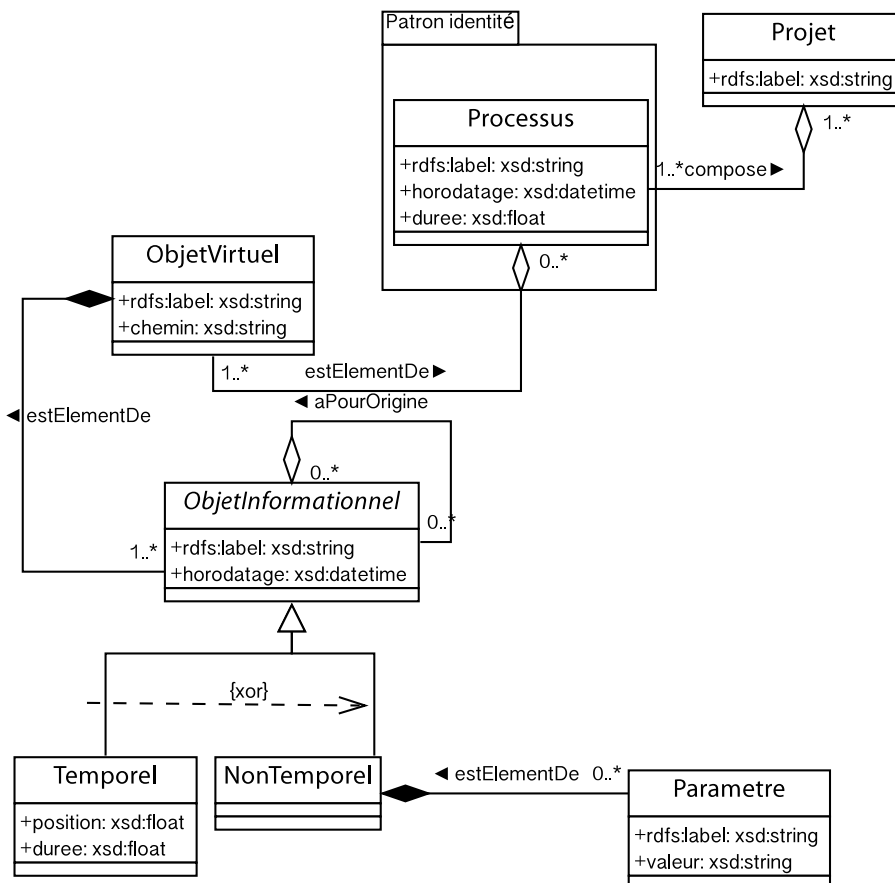 Patron identité
Projet
+rdfs:label: xsd:string
1..*
Processus
+rdfs:label: xsd:string
+horodatage: xsd:datetime
+duree: xsd:float
1..*compose ►
0..*
ObjetVirtuel
+rdfs:label: xsd:string
+chemin: xsd:string
1..*
estElementDe ►
◄ aPourOrigine
◄ estElementDe
0..*
ObjetInformationnel
+rdfs:label: xsd:string
+horodatage: xsd:datetime
0..*
1..*
{xor}
Temporel
+position: xsd:float
+duree: xsd:float
NonTemporel
◄ estElementDe 0..*
Parametre
+rdfs:label: xsd:string
+valeur: xsd:string